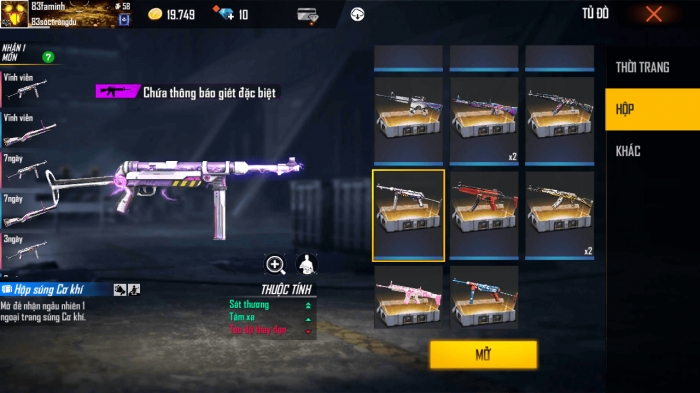 83faminh
58
83sóctrăngdu
19.749
10
TỦ ĐỒ
NHẬN 1
MÓN
7
Vĩnh viễn
Vĩnh viễn
7ngày
7ngày
3ngày
Chứa thông báo giết đặc biệt
THỜI TRANG
HỘP
KHÁC
x2
x2
Hộp súng Cơ khí
Mở để nhận ngẫu nhiên 1
ngoại trang súng Cơ khí.
THUỘC TÍNH
Sát thương
Tầm xa
MỞ